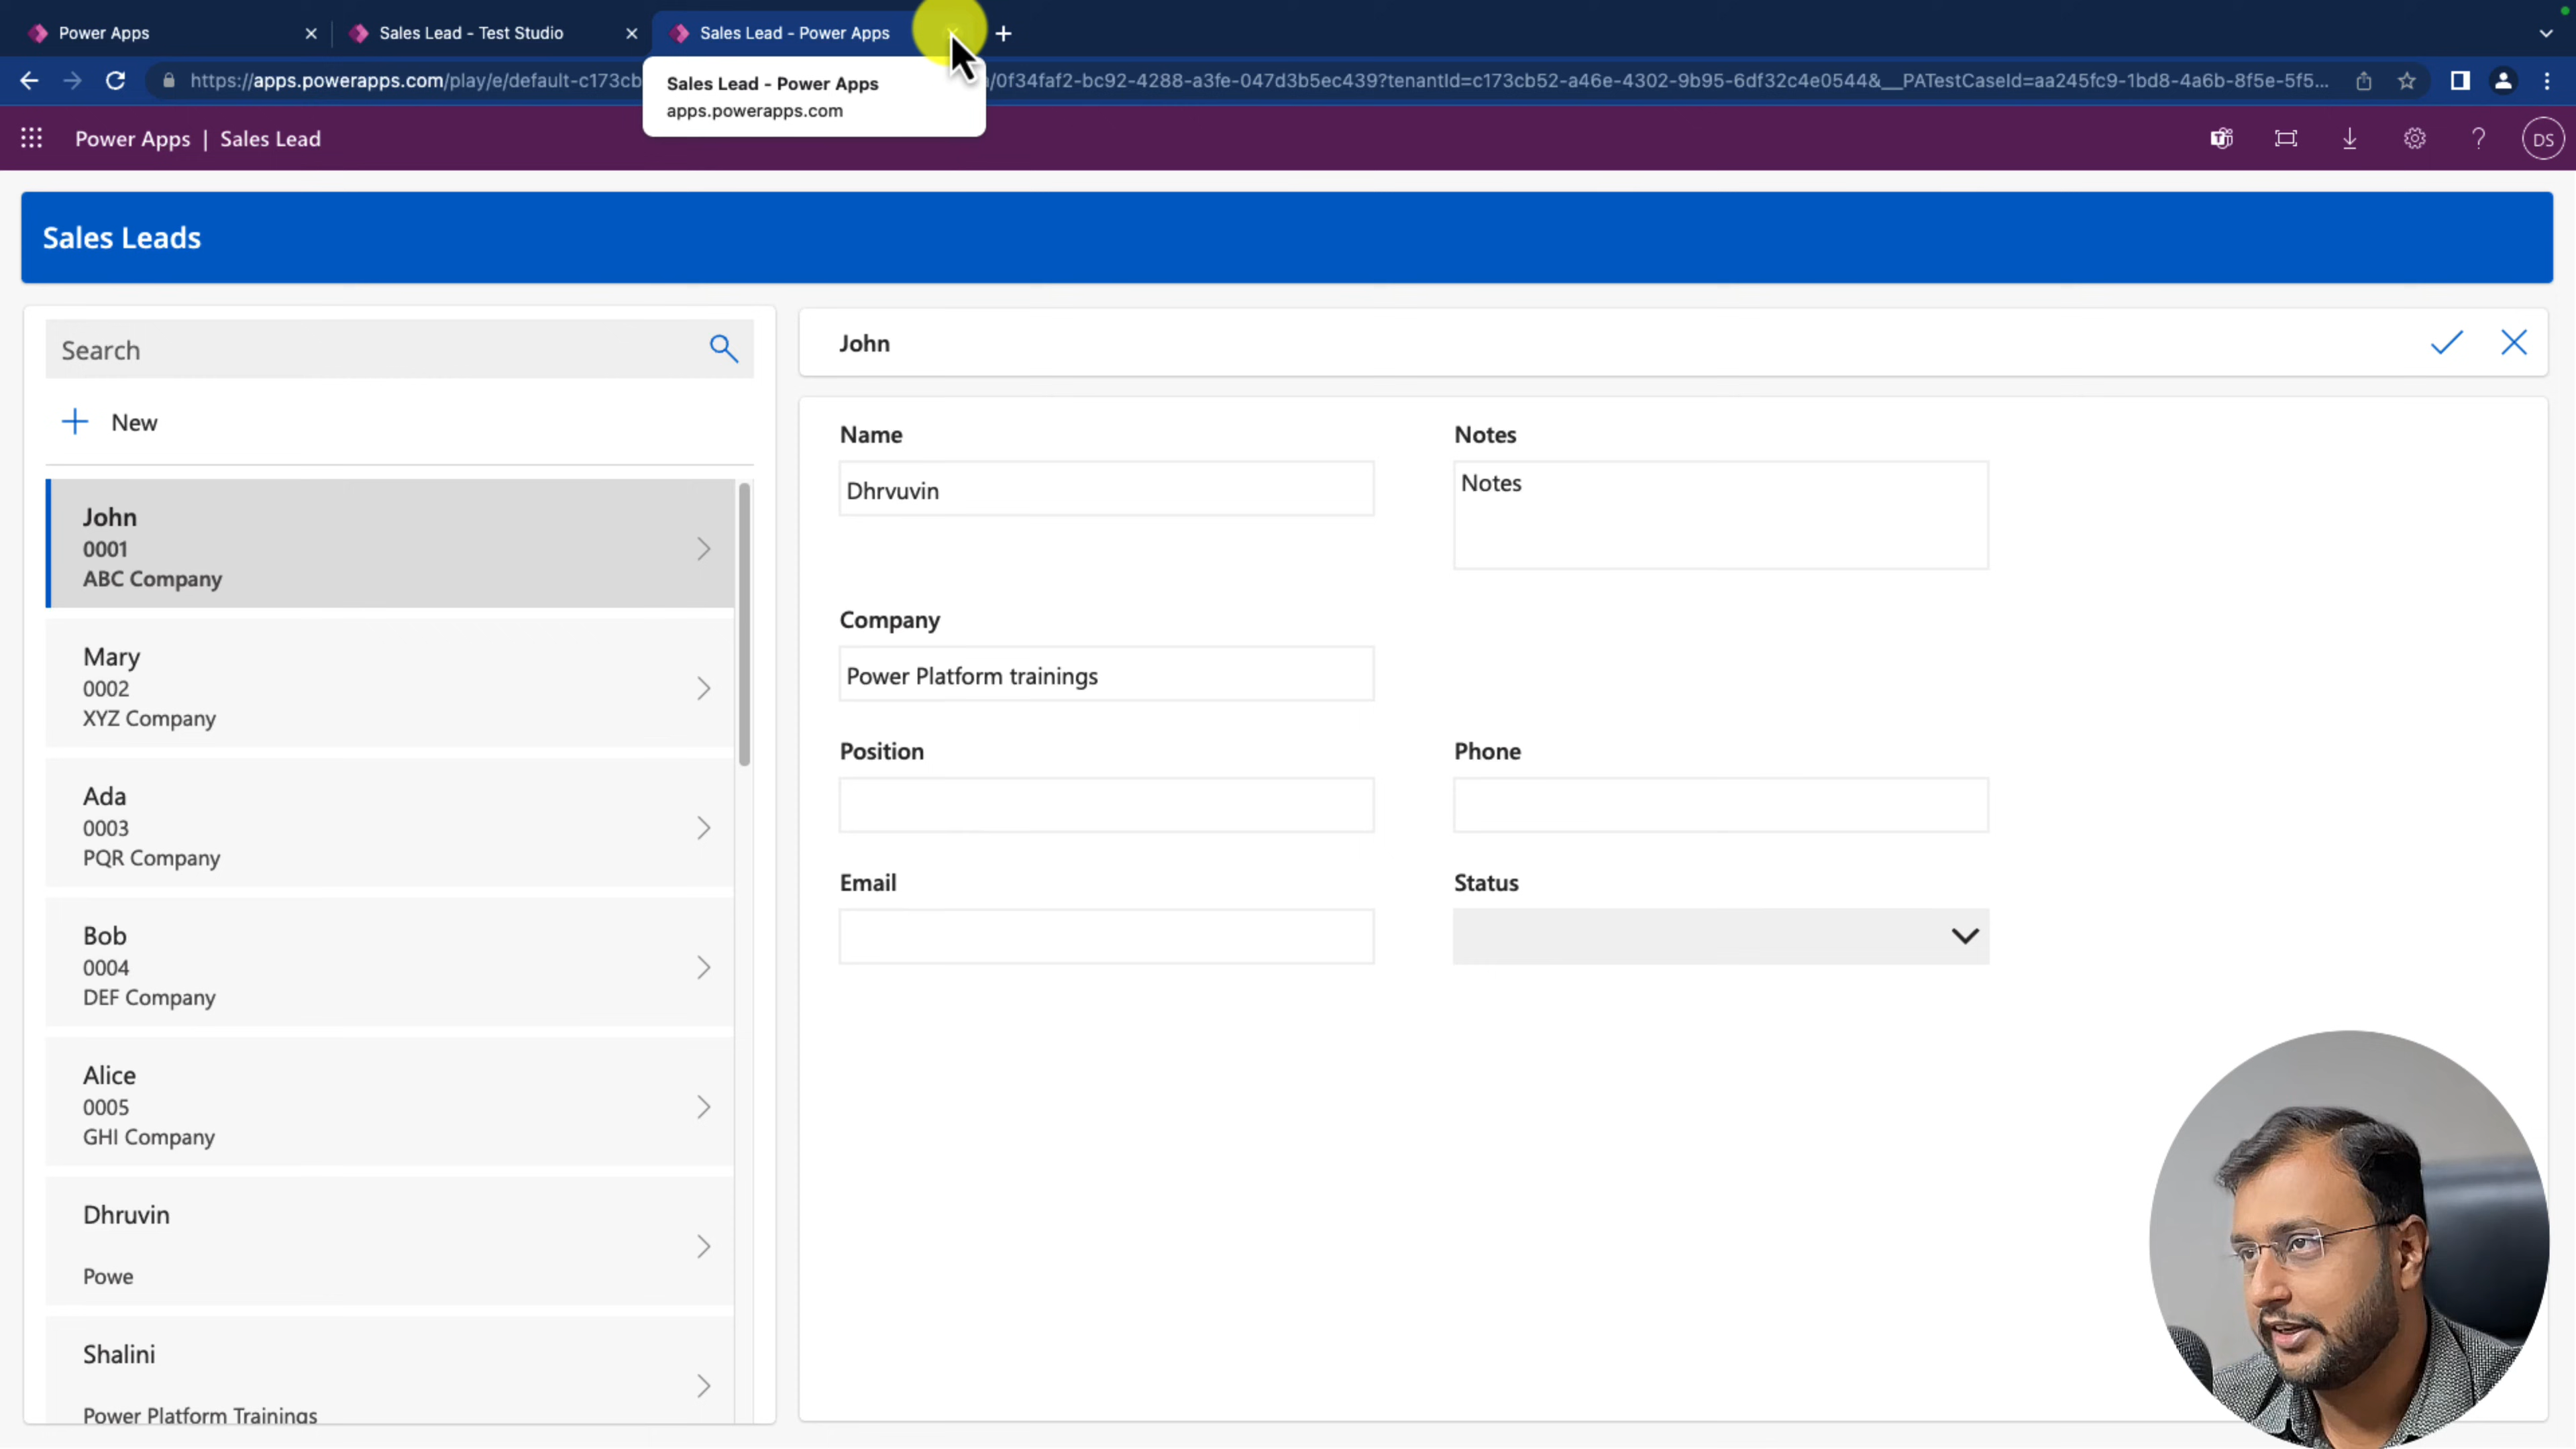 Power Apps
Sales Lead - Test Studio
Sales Lead - Power Apps
https://apps.powerapps.com/play/e/default-c173cb
/0f34faf2-bc92-4288-a3fe-047d3b5ec439?tenantId=c173cb52-a46e-4302-9b95-6df32c4e0544&__PATestCaseId=aa245fc9-1bd8-4a6b-8f5e-5f5...
Sales Lead - Power Apps
apps.powerapps.com
Power Apps | Sales Lead
DS
Sales Leads
Search
New
John
0001
ABC Company
Mary
0002
XYZ Company
Ada
0003
PQR Company
Bob
0004
DEF Company
Alice
0005
GHI Company
Dhruvin
Powe
Shalini
Power Platform Trainings
John
Name
Dhrvuvin
Notes
Notes
Company
Power Platform trainings
Position
Phone
Email
Status